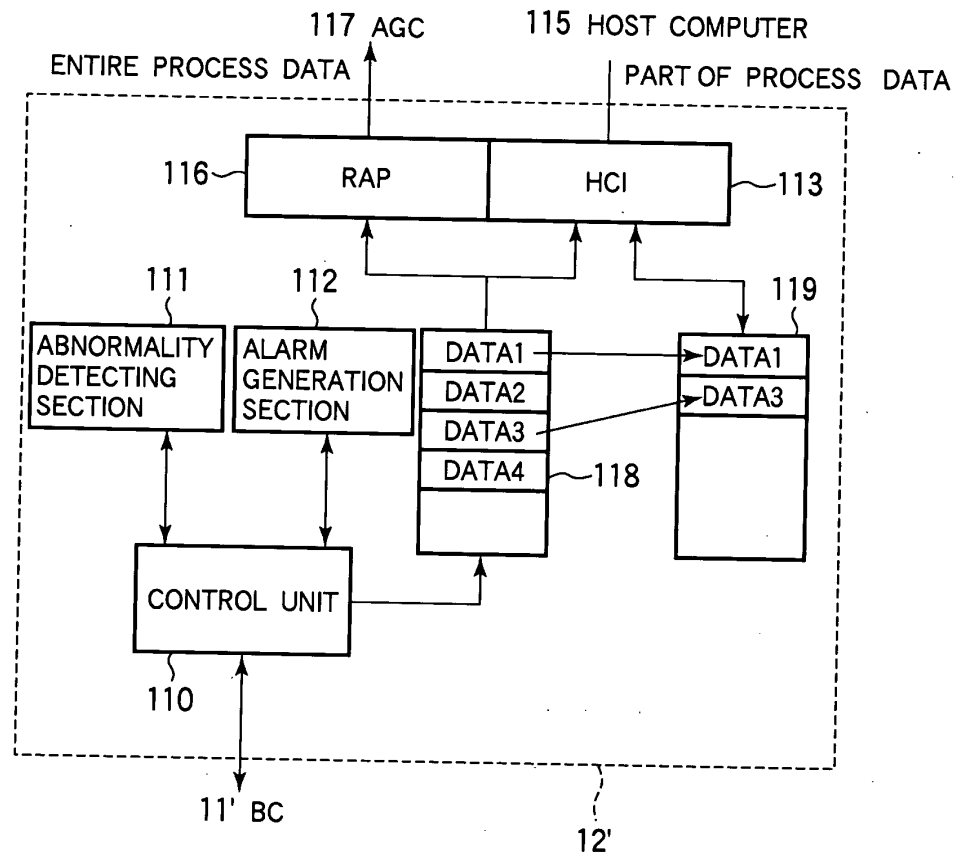 117 AGC
115 HOST COMPUTER
ENTIRE PROCESS DATA
PART OF PROCESS DATA
116
RAP
HCI
113
111
112
119
ABNORMALITY
DETECTING
SECTION
ALARM
GENERATION
SECTION
DATA1
DATA2
DATA3
DATA4
118
DATA1
DATA3
CONTROL UNIT
110
11' BC
12'